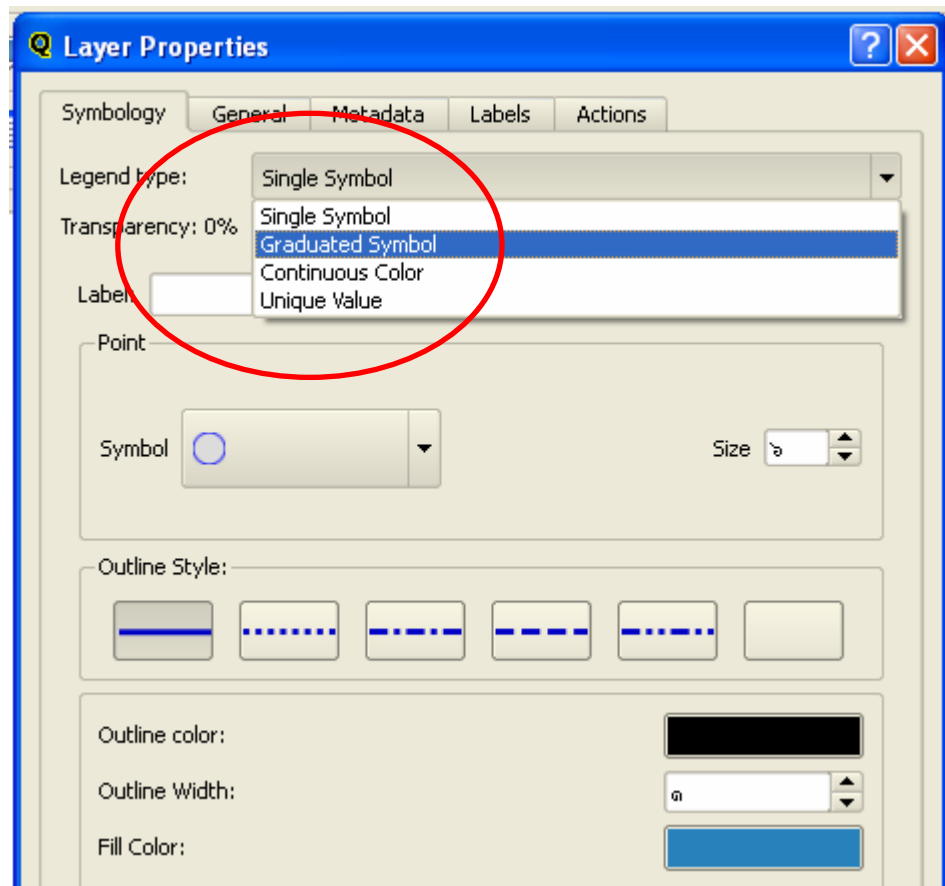 Layer Properties
Symbology General Metadata Labels Actions
Legend type: Single Symbol
Single Symbol
Transparency: 0%
Graduated Symbol
Continuous Color
Label:
Unique Value
Point
Symbol Size ๖
Outline Style:
Outline color:
Outline Width: ๑
Fill Color: